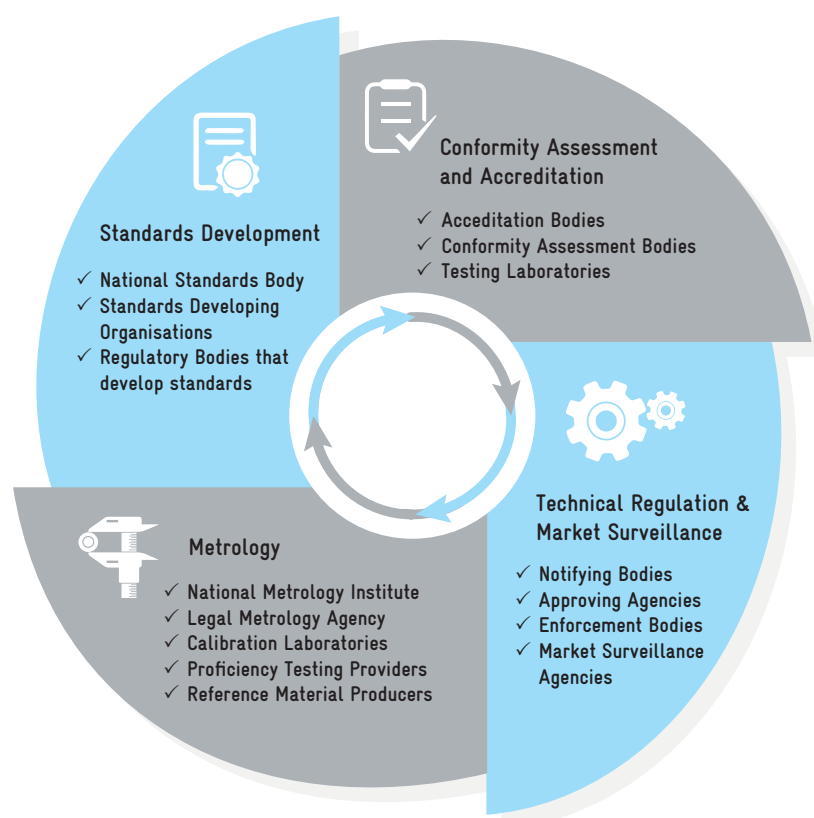 Standards Development
✓ National Standards Body
✓ Standards Developing
Organisations
✓ Regulatory Bodies that
develop standards
Conformity Assessment
and Accreditation
✓ Acceditation Bodies
✓ Conformity Assessment Bodies
✓ Testing Laboratories
Technical Regulation &
Market Surveillance
✓ Notifying Bodies
✓ Approving Agencies
✓ Enforcement Bodies
✓ Market Surveillance
Agencies
Metrology
✓ National Metrology Institute
✓ Legal Metrology Agency
✓ Calibration Laboratories
✓ Proficiency Testing Providers
✓ Reference Material Producers